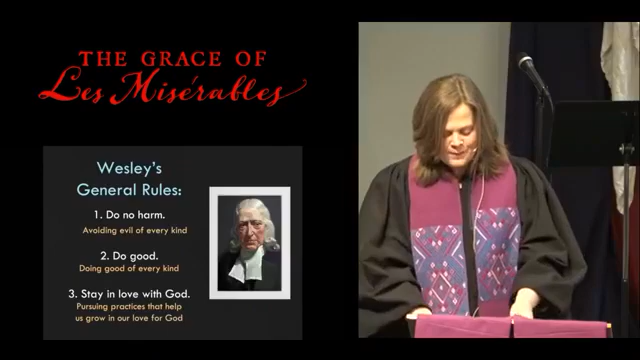 THE GRACE OF
Les Misérables
Wesley's
General Rules:
1. Do no harm.
Avoiding evil of every kind
2. Do good.
Doing good of every kind
3. Stay in love with God.
Pursuing practices that help
us grow in our love for God